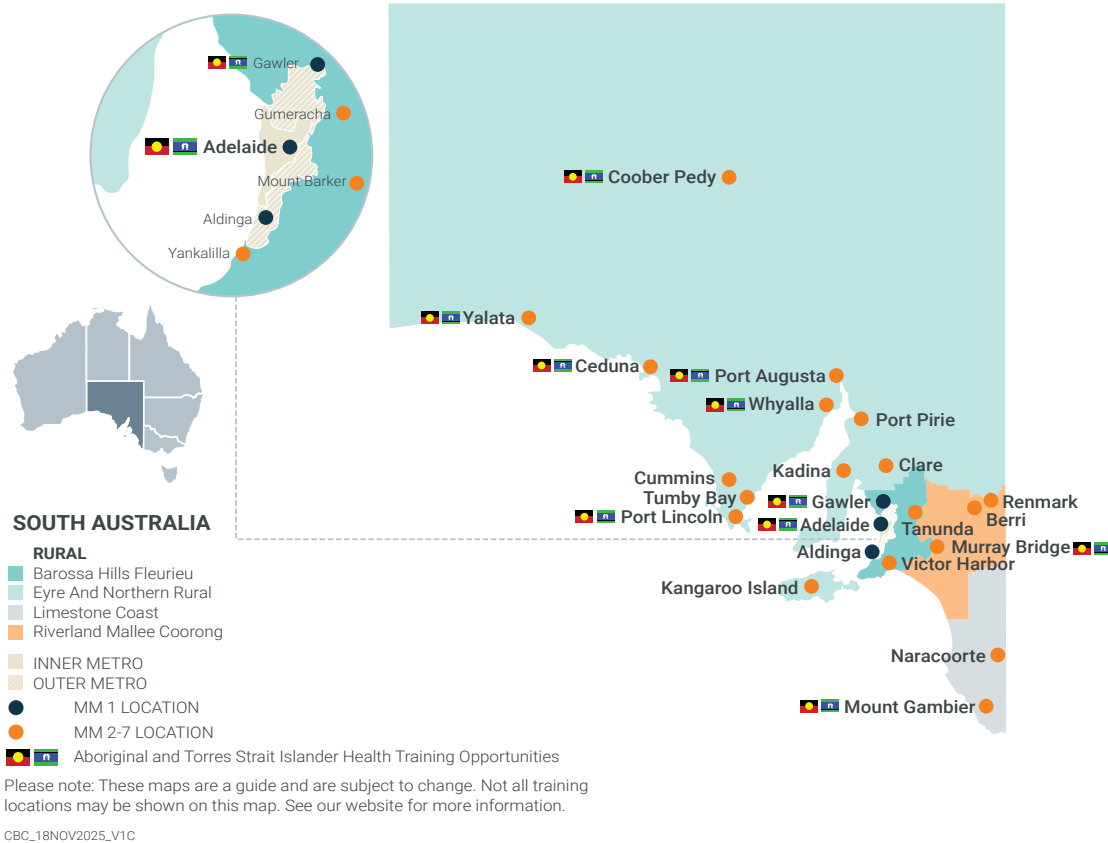 Gawler
Gumeracha
Adelaide
Mount Barker
Aldinga
Yankalilla
Coober Pedy
Yalata
Ceduna
Port Augusta
Whyalla
Port Pirie
Clare
Kadina
Cummins
Tumby Bay
Port Lincoln
Gawler
Adelaide
Aldinga
Renmark
Berri
Tanunda
Murray Bridge
Victor Harbor
Kangaroo Island
Naracoorte
Mount Gambier
SOUTH AUSTRALIA
RURAL
Barossa Hills Fleurieu
Eyre And Northern Rural
Limestone Coast
Riverland Mallee Coorong
INNER METRO
OUTER METRO
MM 1 LOCATION
MM 2-7 LOCATION
Aboriginal and Torres Strait Islander Health Training Opportunities
Please note: These maps are a guide and are subject to change. Not all training
locations may be shown on this map. See our website for more information.
CBC_18NOV2025_V1C